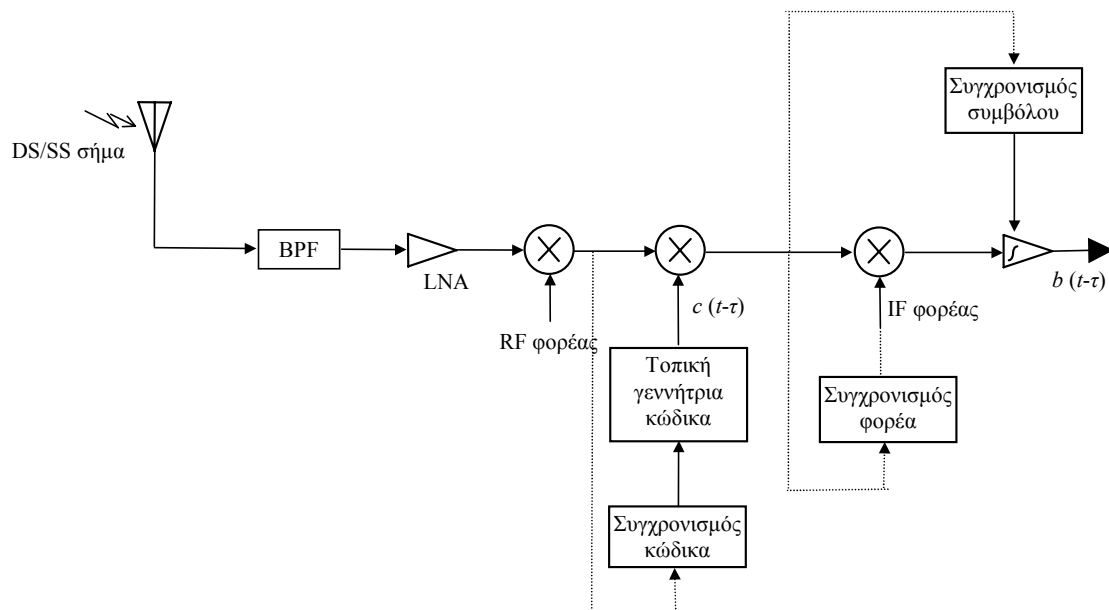 Συγχρονισμός
συμβόλου
DS/SS σήμα
BPF
LNA
RF φορέας
c (t-τ)
IF φορέας
b (t-τ)
Τοπική
γεννήτρια
κώδικα
Συγχρονισμός
φορέα
Συγχρονισμός
κώδικα